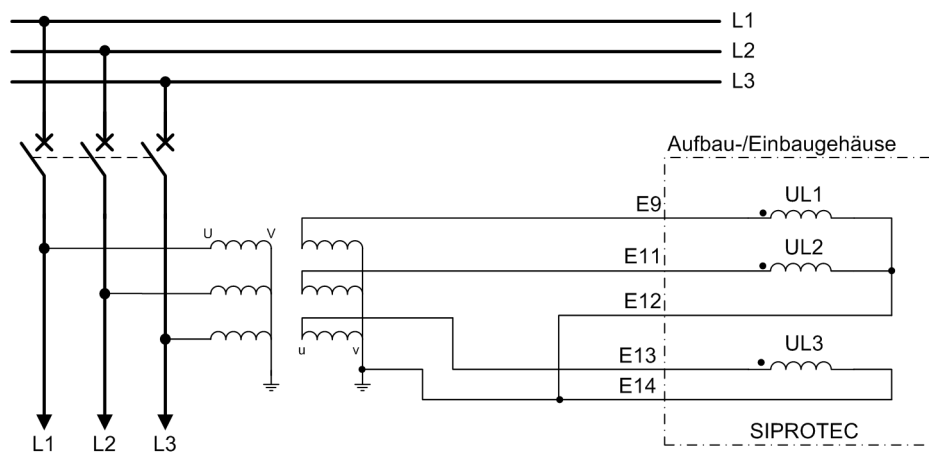 L1
L2
L3
Aufbau-/Einbaugehäuse
E9
UL1
U
V
E11
UL2
E12
u
v
E13
UL3
E14
SIPROTEC
L1
L2
L3